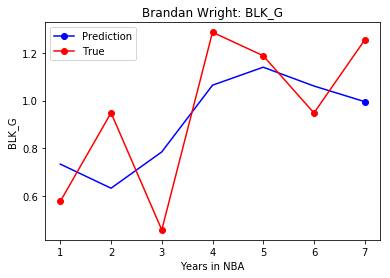 Brandan Wright: BLK_G
Prediction
True
1.2
1.0
0.8
0.6
BLK_G
1 2 3 4 5 6 7
Years in NBA